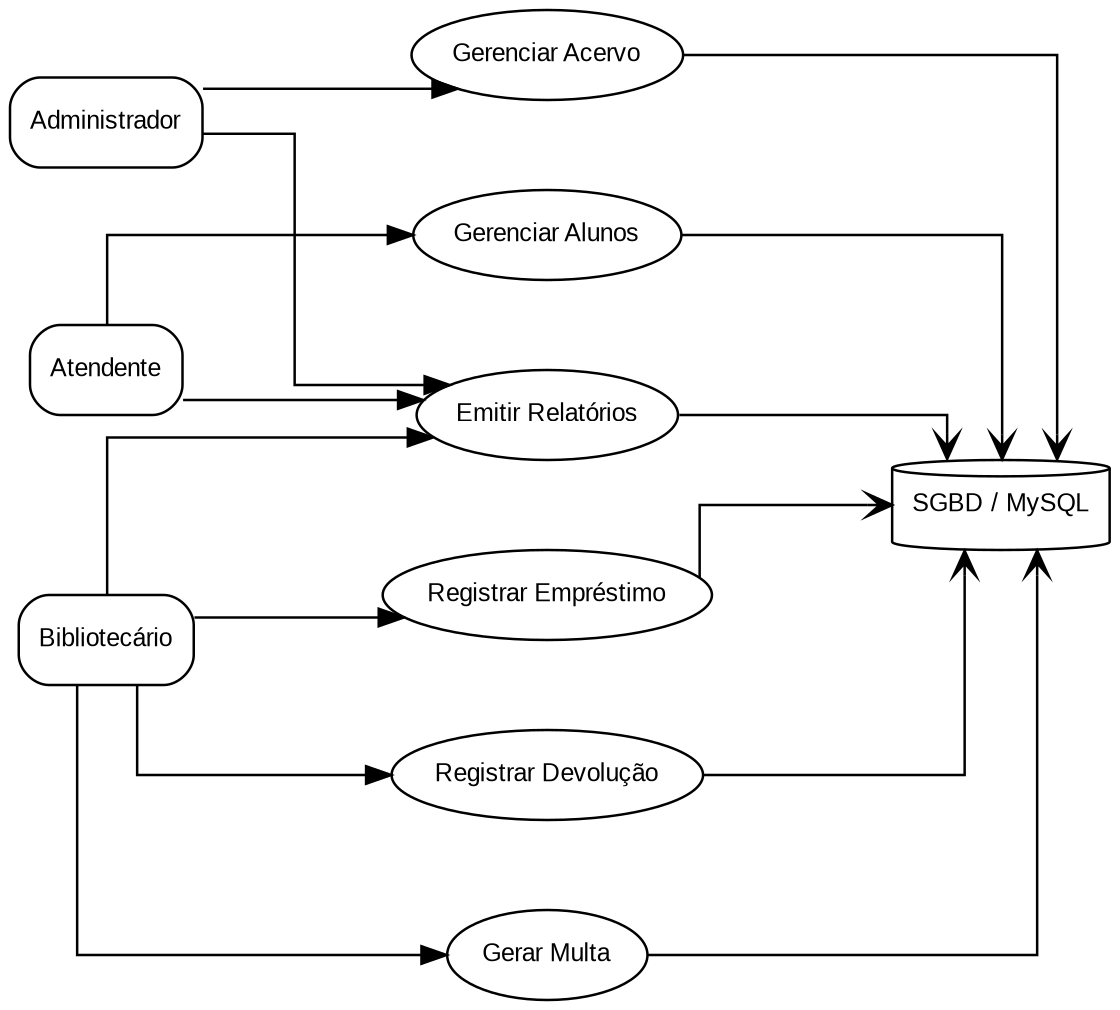 Gerenciar Acervo
Administrador
Gerenciar Alunos
Atendente
Emitir Relatórios
SGBD / MySQL
Registrar Empréstimo
Bibliotecário
Registrar Devolução
Gerar Multa